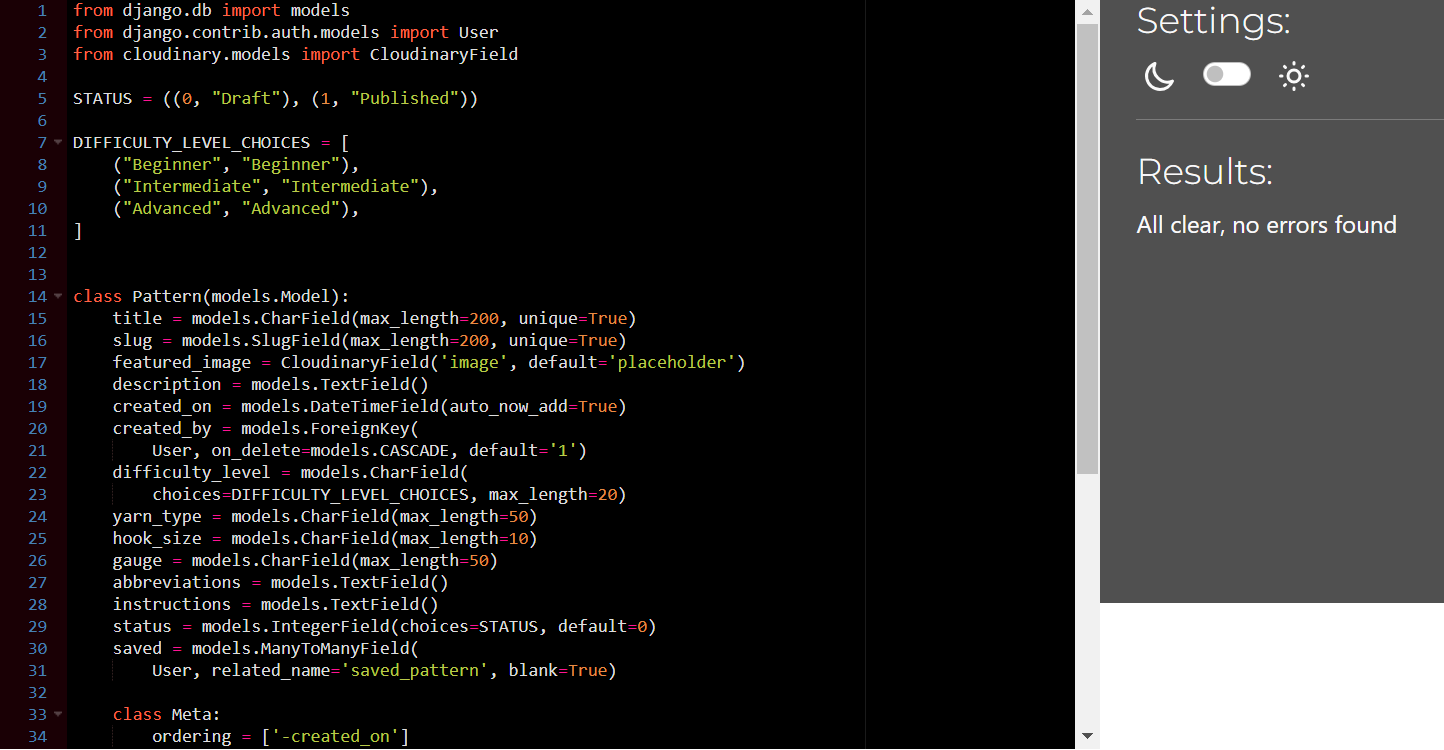 1 from django.db import models
2 from django.contrib.auth.models import User
3 from cloudinary.models import CloudinaryField
4
5 STATUS = ((0, "Draft"), (1, "Published"))
6
7 DIFFICULTY_LEVEL_CHOICES = [
8     ("Beginner", "Beginner"),
9     ("Intermediate", "Intermediate"),
10     ("Advanced", "Advanced"),
11 ]
12
13
14 class Pattern(models.Model):
15     title = models.CharField(max_length=200, unique=True)
16     slug = models.SlugField(max_length=200, unique=True)
17     featured_image = CloudinaryField('image', default='placeholder')
18     description = models.TextField()
19     created_on = models.DateTimeField(auto_now_add=True)
20     created_by = models.ForeignKey(
21         User, on_delete=models.CASCADE, default='1')
22     difficulty_level = models.CharField(
23         choices=DIFFICULTY_LEVEL_CHOICES, max_length=20)
24     yarn_type = models.CharField(max_length=50)
25     hook_size = models.CharField(max_length=10)
26     gauge = models.CharField(max_length=50)
27     abbreviations = models.TextField()
28     instructions = models.TextField()
29     status = models.IntegerField(choices=STATUS, default=0)
30     saved = models.ManyToManyField(
31         User, related_name='saved_pattern', blank=True)
32
33     class Meta:
34         ordering = ['-created_on']
Settings:
Results:
All clear, no errors found